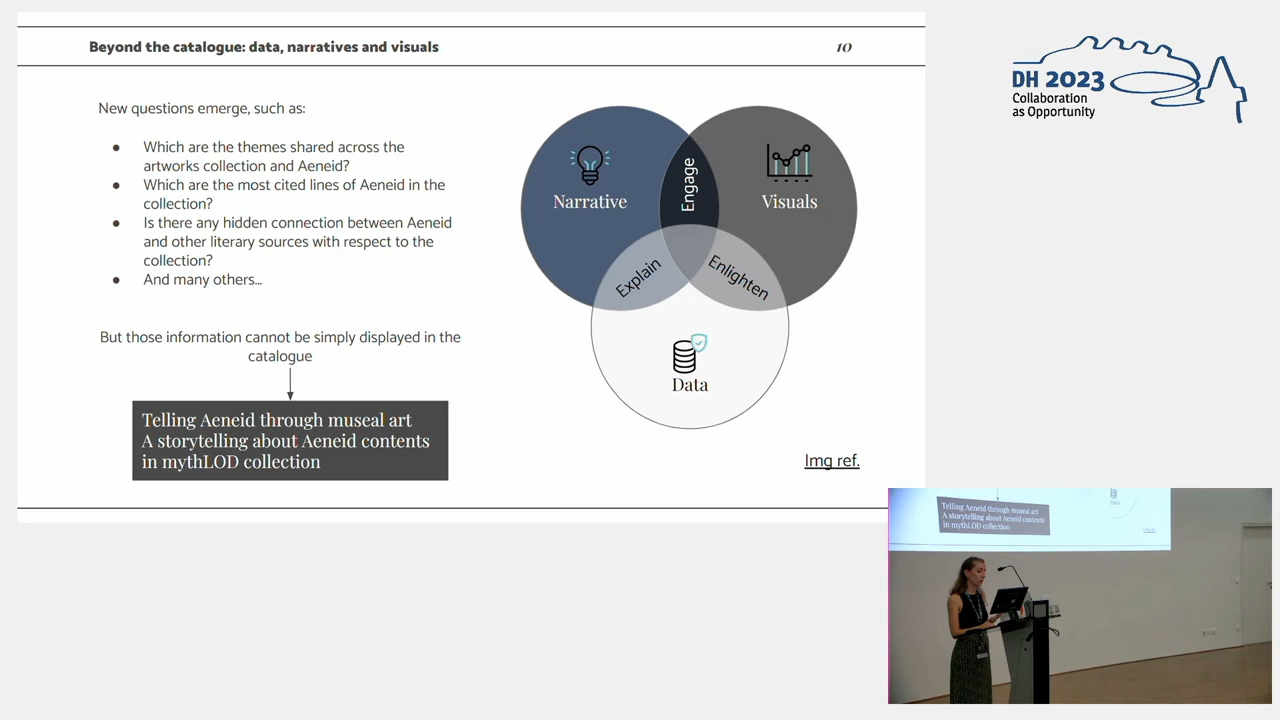 Beyond the catalogue: data, narratives and visuals
10
New questions emerge, such as:
● Which are the themes shared across the
artworks collection and Aeneid?
● Which are the most cited lines of Aeneid in the
collection?
● Is there any hidden connection between Aeneid
and other literary sources with respect to the
collection?
● And many others…
But those information cannot be simply displayed in the
catalogue
Telling Aeneid through museal art
A storytelling about Aeneid contents
in mythLOD collection
Narrative
Engage
Visuals
Explain
Enlighten
Data
Img ref.
DH 2023
Collaboration
as Opportunity
Telling Aeneid through museal art
A storytelling about Aeneid contents
in mythLOD collection